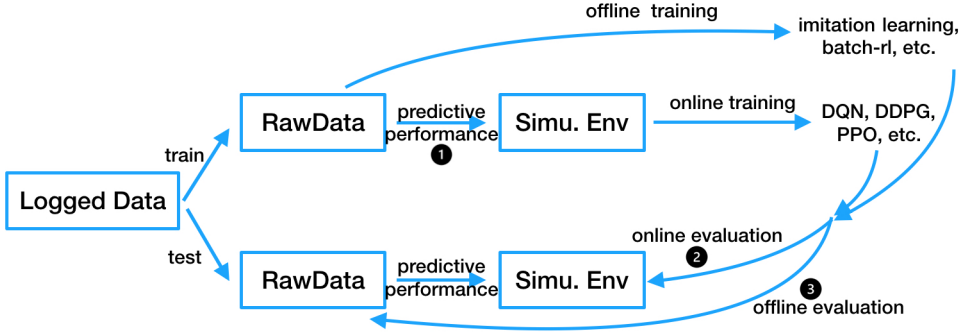 offline training
imitation learning,
batch-rl, etc.
RawData
predictive
performance
1
Simu. Env
online training
DQN, DDPG,
PPO, etc.
train
Logged Data
test
RawData
predictive
performance
Simu. Env
online evaluation
2
3
offline evaluation